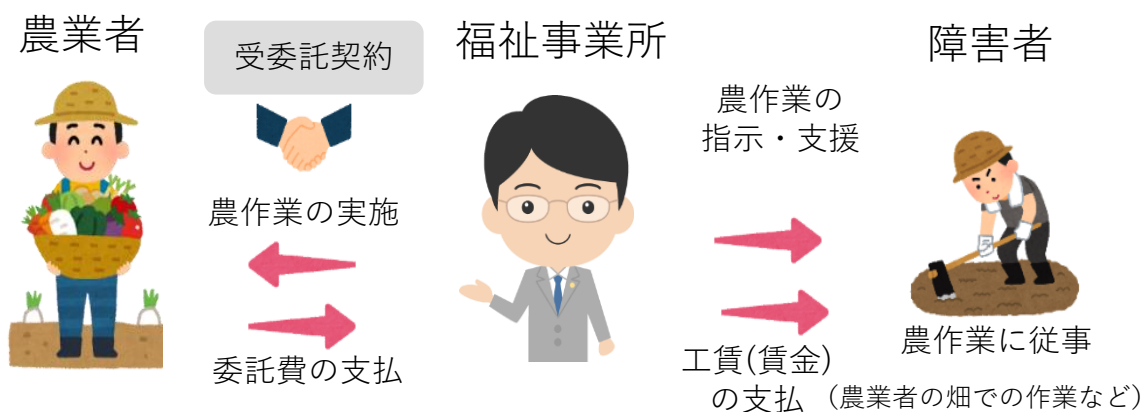 農業者
受委託契約
福祉事業所
障害者
農作業の
指示・支援
農作業の実施
委託費の支払
工賃(賃金)
の支払
農作業に従事
(農業者の畑での作業など)